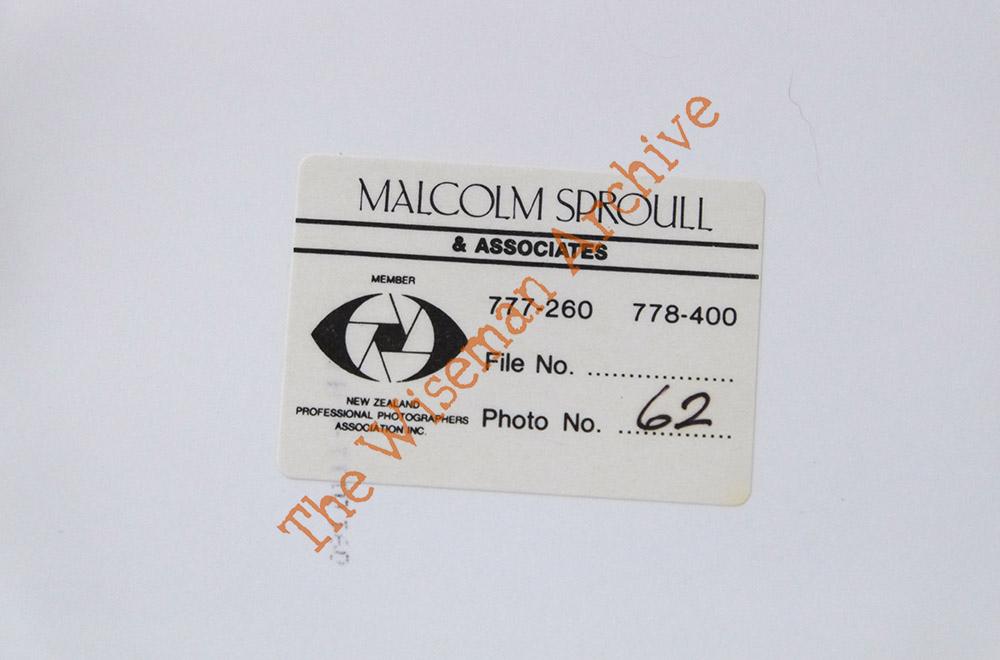 MALCOLM SPROULL
& ASSOCIATES
MEMBER
NEW ZEALAND
PROFESSIONAL PHOTOGRAPHERS
ASSOCIATION INC.
777-260 778-400
File No. ....................
Photo No. ...62...
The Wiseman Archive